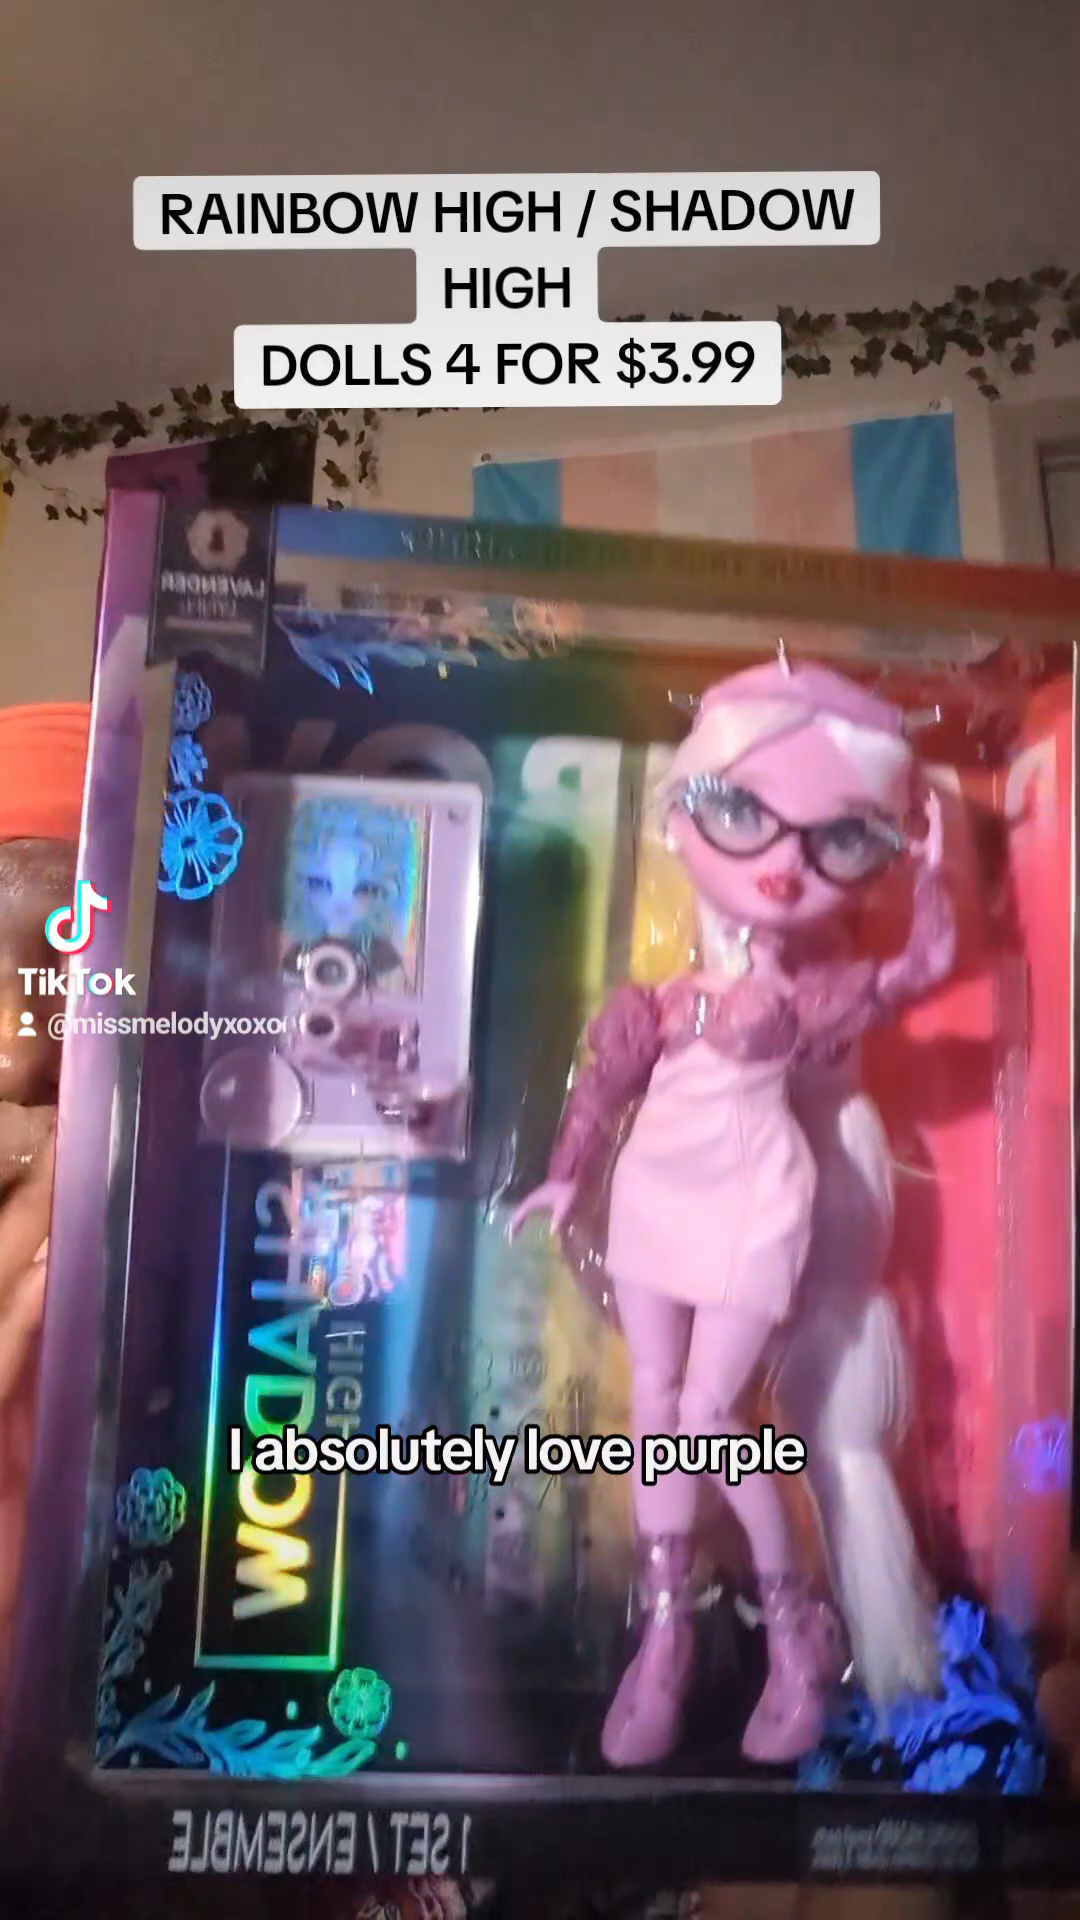 RAINBOW HIGH / SHADOW
HIGH
DOLLS 4 FOR $3.99
LAVENDER
TikTok
@missmelodyxoxo
SHADOW
HIGH
I absolutely love purple
1 SET / ENSEMBLE